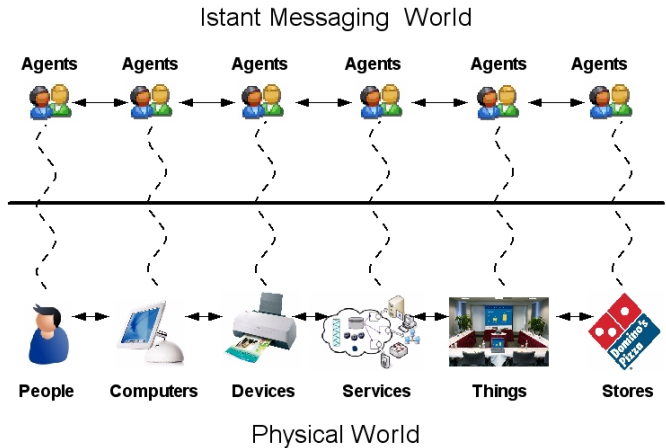 Istant Messaging World
Agents Agents Agents Agents Agents Agents
Domino's
Pizza
People Computers Devices Services Things Stores
Physical World